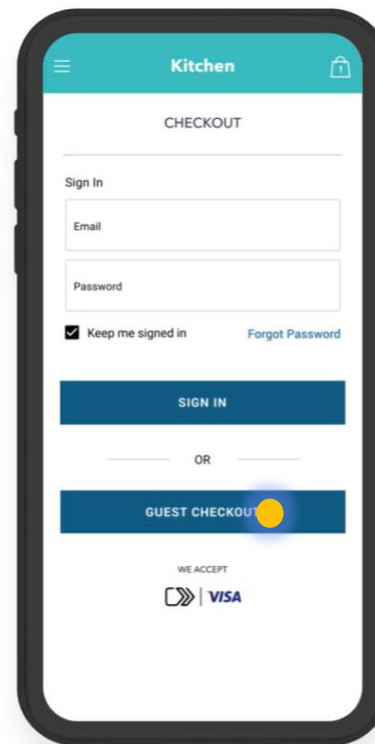 Kitchen
1
CHECKOUT
Sign In
Email
Password
Keep me signed in Forgot Password
SIGN IN
OR
GUEST CHECKOUT
WE ACCEPT
VISA